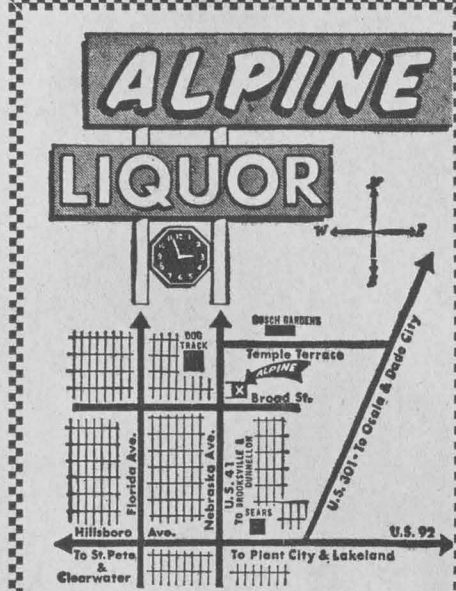 ALPINE
LIQUOR
N
W E
S
BUSCH GARDENS
DOG
TRACK
Temple Terrace
ALPINE
X
Broad St.
Florida Ave.
Nebraska Ave.
U.S. 41
TO BROOKSVILLE &
DUNNELLON
SEARS
U.S. 301 - To Ocala & Dade City
Hillsboro Ave.
U.S. 92
To St. Pete
&
Clearwater
To Plant City & Lakeland